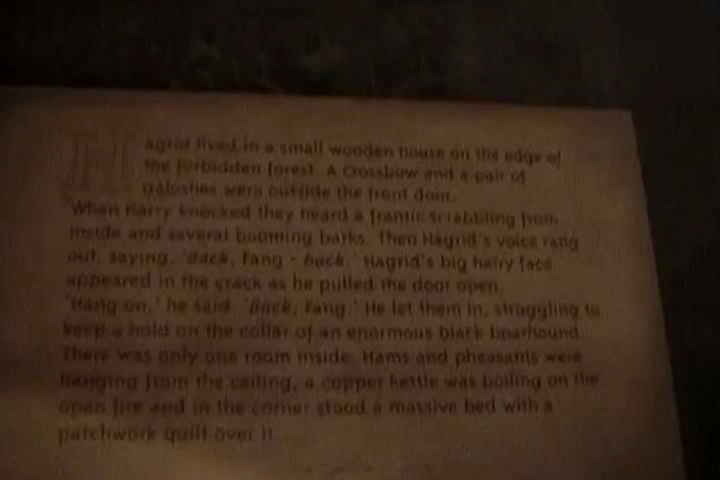 Hagrid lived in a small wooden house on the edge of
the forbidden forest. A crossbow and a pair of
galoshes were outside the front door.
When Harry knocked they heard a frantic scrabbling from
inside and several booming barks. Then Hagrid's voice rang
out, saying, 'Back, Fang - back.' Hagrid's big hairy face
appeared in the crack as he pulled the door open.
'Hang on,' he said. 'Back, Fang.' He let them in, struggling to
keep a hold on the collar of an enormous black boarhound.
There was only one room inside. Hams and pheasants were
hanging from the ceiling, a copper kettle was boiling on the
open fire and in the corner stood a massive bed with a
patchwork quilt over it.